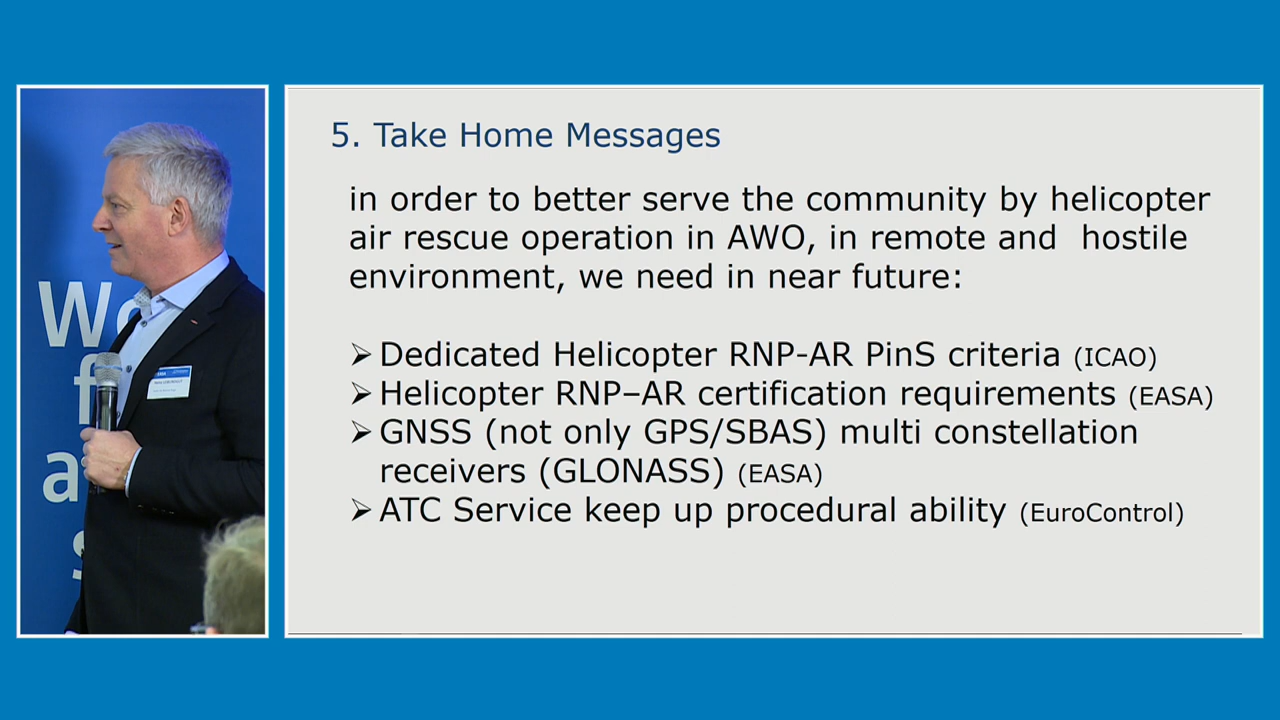 5. Take Home Messages
in order to better serve the community by helicopter
air rescue operation in AWO, in remote and hostile
environment, we need in near future:
➢ Dedicated Helicopter RNP-AR PinS criteria (ICAO)
➢ Helicopter RNP–AR certification requirements (EASA)
➢ GNSS (not only GPS/SBAS) multi constellation
receivers (GLONASS) (EASA)
➢ ATC Service keep up procedural ability (EuroControl)
EASA